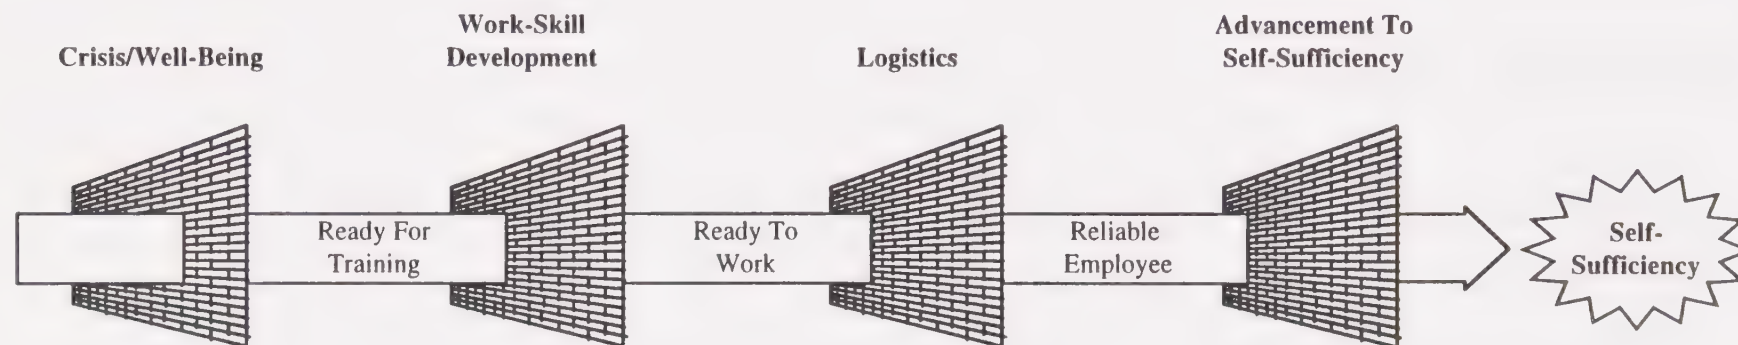 Crisis/Well-Being
Work-Skill
Development
Logistics
Advancement To
Self-Sufficiency
Ready For
Training
Ready To
Work
Reliable
Employee
Self-
Sufficiency